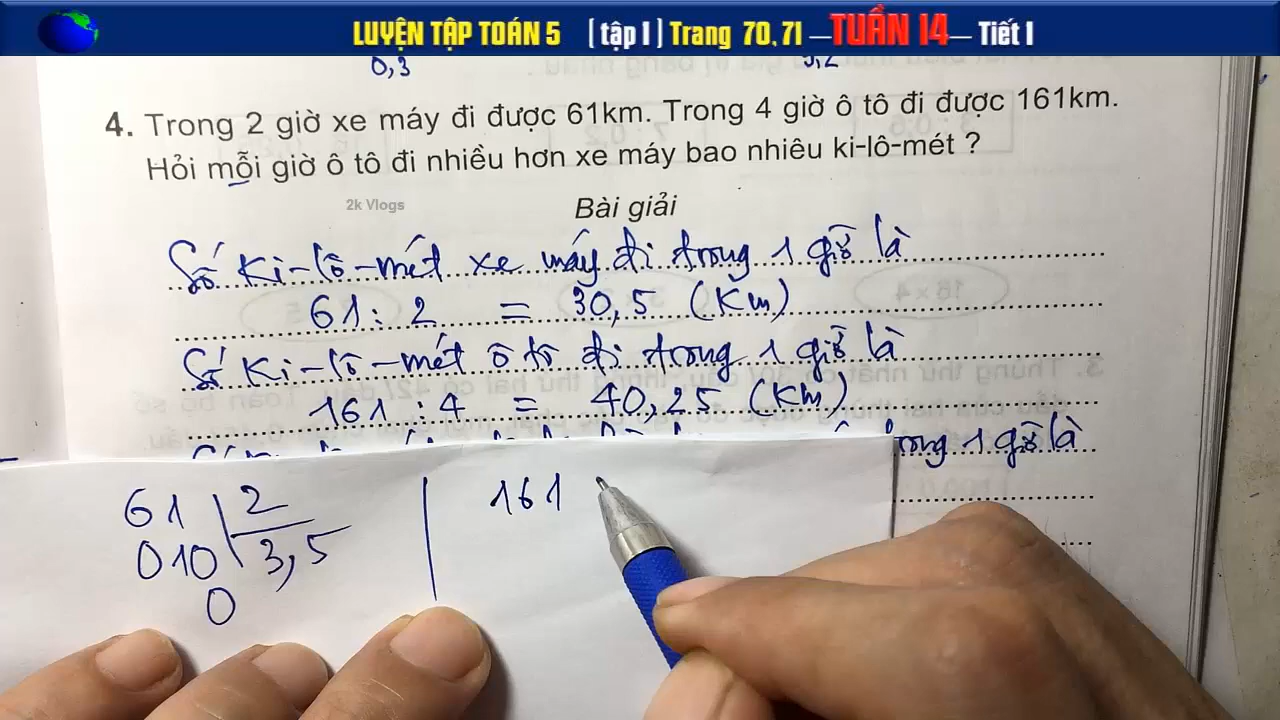 LUYỆN TẬP TOÁN 5 ( tập 1 ) Trang 70, 71 — TUẦN 14 — Tiết 1
0,3
4. Trong 2 giờ xe máy đi được 61km. Trong 4 giờ ô tô đi được 161km.
Hỏi mỗi giờ ô tô đi nhiều hơn xe máy bao nhiêu ki-lô-mét ?
2k Vlogs
Bài giải
Số Ki-lô-mét xe máy đi trong 1 giờ là
61 : 2 = 30,5 (Km)
Số Ki-lô-mét ô tô đi trong 1 giờ là
161 : 4 = 40,25 (Km)
trong 1 giờ là
61 2
010 3,5
0
161